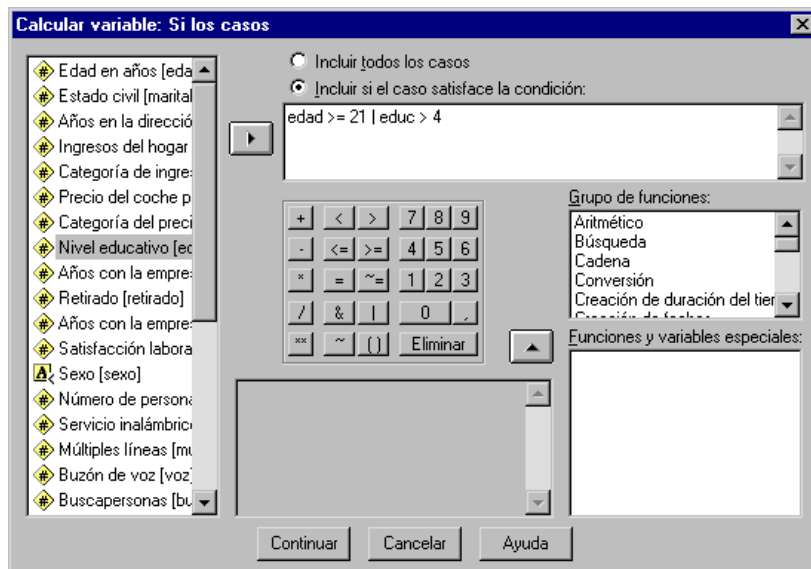 Calcular variable: Si los casos
Edad en años [eda
Estado civil [marital
Años en la direcció
Ingresos del hogar
Categoría de ingre
Precio del coche p
Categoría del preci
Nivel educativo [ed
Años con la empre
Retirado [retirado]
Años con la empre
Satisfacción labora
Sexo [sexo]
Número de persona
Servicio inalámbrico
Múltiples líneas [mu
Buzón de voz [voz]
Buscapersonas [bu
Incluir todos los casos
Incluir si el caso satisface la condición:
edad >= 21 | educ > 4
+ < > 7 8 9
- <= >= 4 5 6
* = ~= 1 2 3
/ & | 0 ,
** ~ () Eliminar
Grupo de funciones:
Aritmético
Búsqueda
Cadena
Conversión
Creación de duración del tier
Creación de fechas
Funciones y variables especiales:
Continuar Cancelar Ayuda